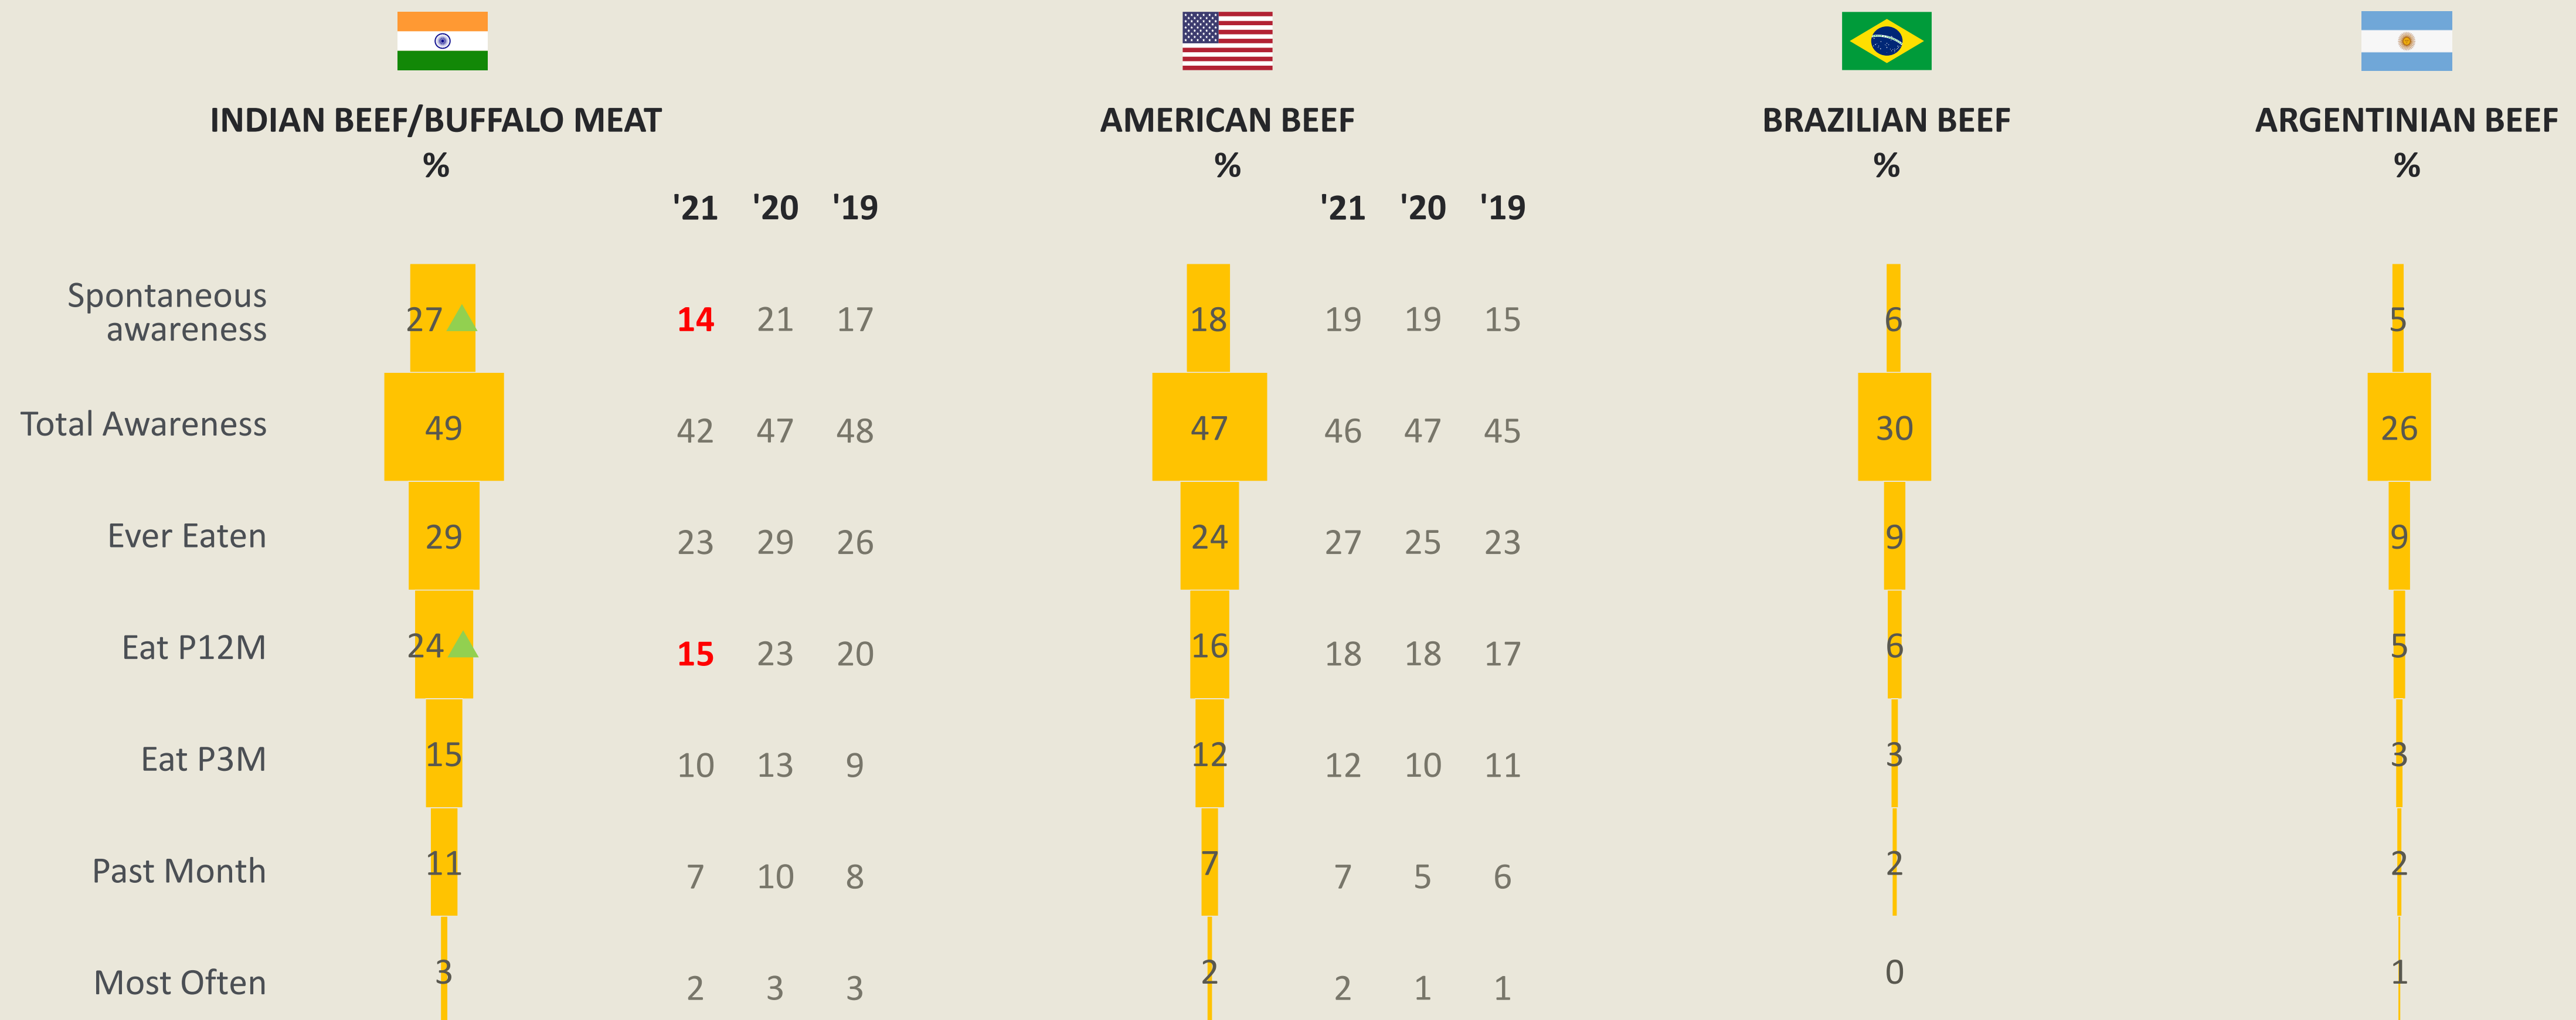 INDIAN BEEF/BUFFALO MEAT AMERICAN BEEF BRAZILIAN BEEF ARGENTINIAN BEEF
% % % %
'21 '20 '19 '21 '20 '19
Spontaneous
awareness 27 14 21 17 18 19 19 15 6 5
Total Awareness 49 42 47 48 47 46 47 45 30 26
Ever Eaten 29 23 29 26 24 27 25 23 9 9
Eat P12M 24 15 23 20 16 18 18 17 6 5
Eat P3M 15 10 13 9 12 12 10 11 3 3
Past Month 11 7 10 8 7 7 5 6 2 2
Most Often 3 2 3 3 2 2 1 1 0 1